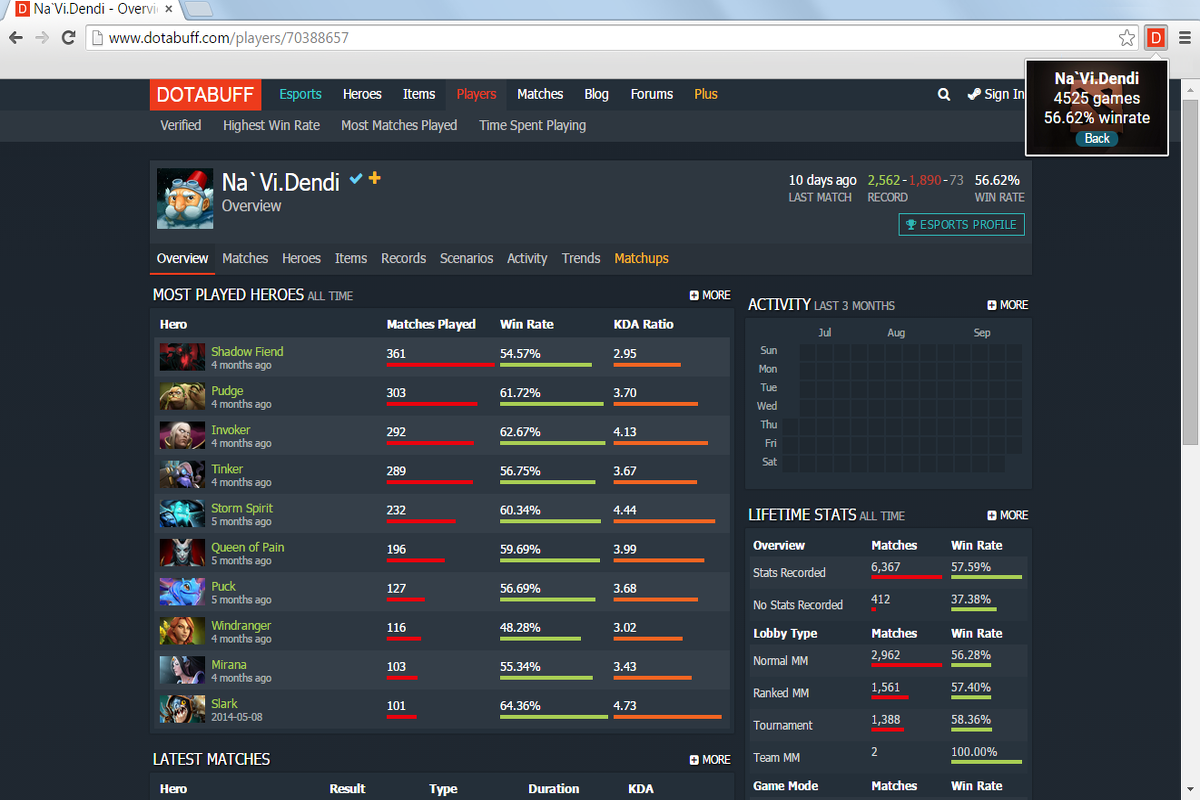 Na`Vi.Dendi - Overvi
www.dotabuff.com/players/70388657
Na`Vi.Dendi
4525 games
56.62% winrate
Back
DOTABUFF Esports Heroes Items Players Matches Blog Forums Plus Sign In
Verified Highest Win Rate Most Matches Played Time Spent Playing
Na`Vi.Dendi
Overview
10 days ago 2,562-1,890-73 56.62%
LAST MATCH RECORD WIN RATE
ESPORTS PROFILE
Overview Matches Heroes Items Records Scenarios Activity Trends Matchups
MOST PLAYED HEROES ALL TIME MORE
Hero Matches Played Win Rate KDA Ratio
Shadow Fiend 361 54.57% 2.95
4 months ago
Pudge 303 61.72% 3.70
4 months ago
Invoker 292 62.67% 4.13
4 months ago
Tinker 289 56.75% 3.67
4 months ago
Storm Spirit 232 60.34% 4.44
5 months ago
Queen of Pain 196 59.69% 3.99
5 months ago
Puck 127 56.69% 3.68
5 months ago
Windranger 116 48.28% 3.02
4 months ago
Mirana 103 55.34% 3.43
4 months ago
Slark 101 64.36% 4.73
2014-05-08
LATEST MATCHES MORE
Hero Result Type Duration KDA
ACTIVITY LAST 3 MONTHS MORE
Jul Aug Sep
Sun
Mon
Tue
Wed
Thu
Fri
Sat
LIFETIME STATS ALL TIME MORE
Overview Matches Win Rate
Stats Recorded 6,367 57.59%
No Stats Recorded 412 37.38%
Lobby Type Matches Win Rate
Normal MM 2,962 56.28%
Ranked MM 1,561 57.40%
Tournament 1,388 58.36%
Team MM 2 100.00%
Game Mode Matches Win Rate